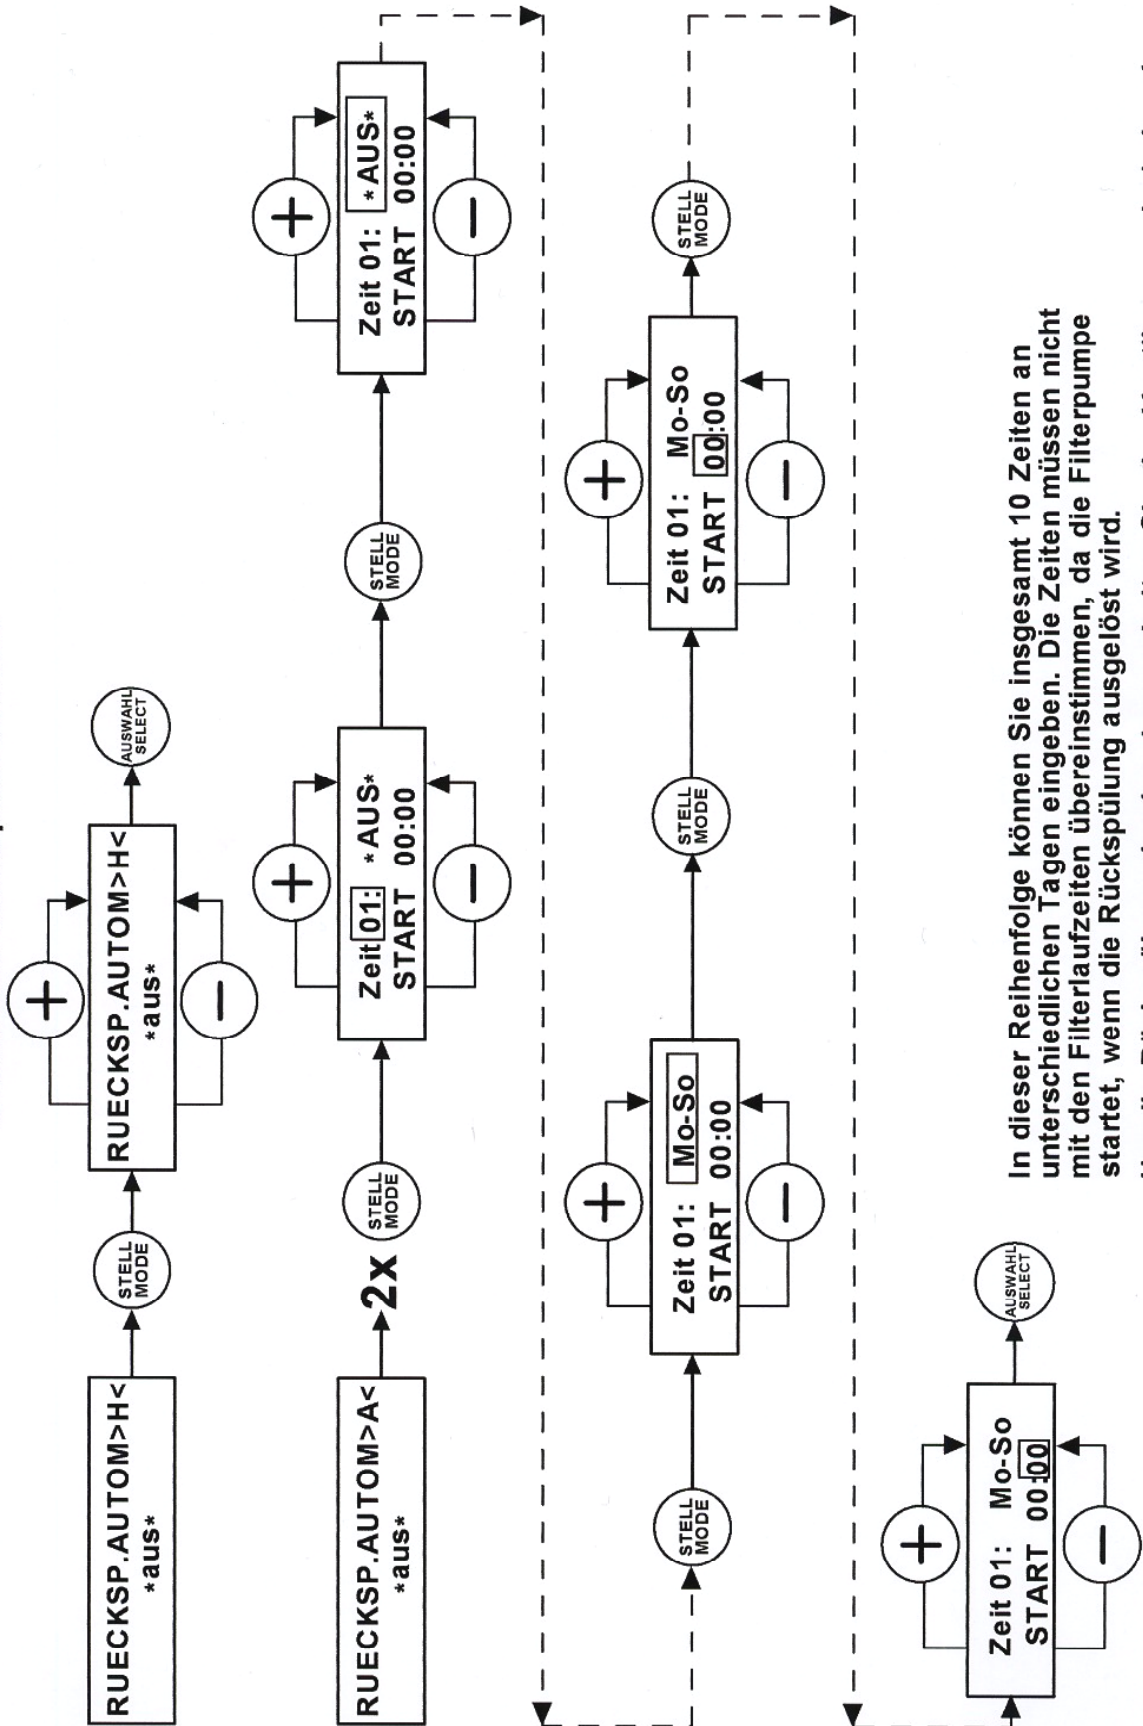 RUECKSP.AUTOM>H<
*aus*
STELL
MODE
+
RUECKSP.AUTOM>H<
*aus*
−
AUSWAHL
SELECT
RUECKSP.AUTOM>A<
*aus*
2x
STELL
MODE
+
Zeit 01: *AUS*
START 00:00
−
STELL
MODE
+
Zeit 01: *AUS*
START 00:00
−
STELL
MODE
+
Zeit 01: Mo-So
START 00:00
−
STELL
MODE
+
Zeit 01: Mo-So
START 00:00
−
STELL
MODE
+
Zeit 01: Mo-So
START 00:00
−
AUSWAHL
SELECT
In dieser Reihenfolge können Sie insgesamt 10 Zeiten an
unterschiedlichen Tagen eingeben. Die Zeiten müssen nicht
mit den Filterlaufzeiten übereinstimmen, da die Filterpumpe
startet, wenn die Rückspülung ausgelöst wird.